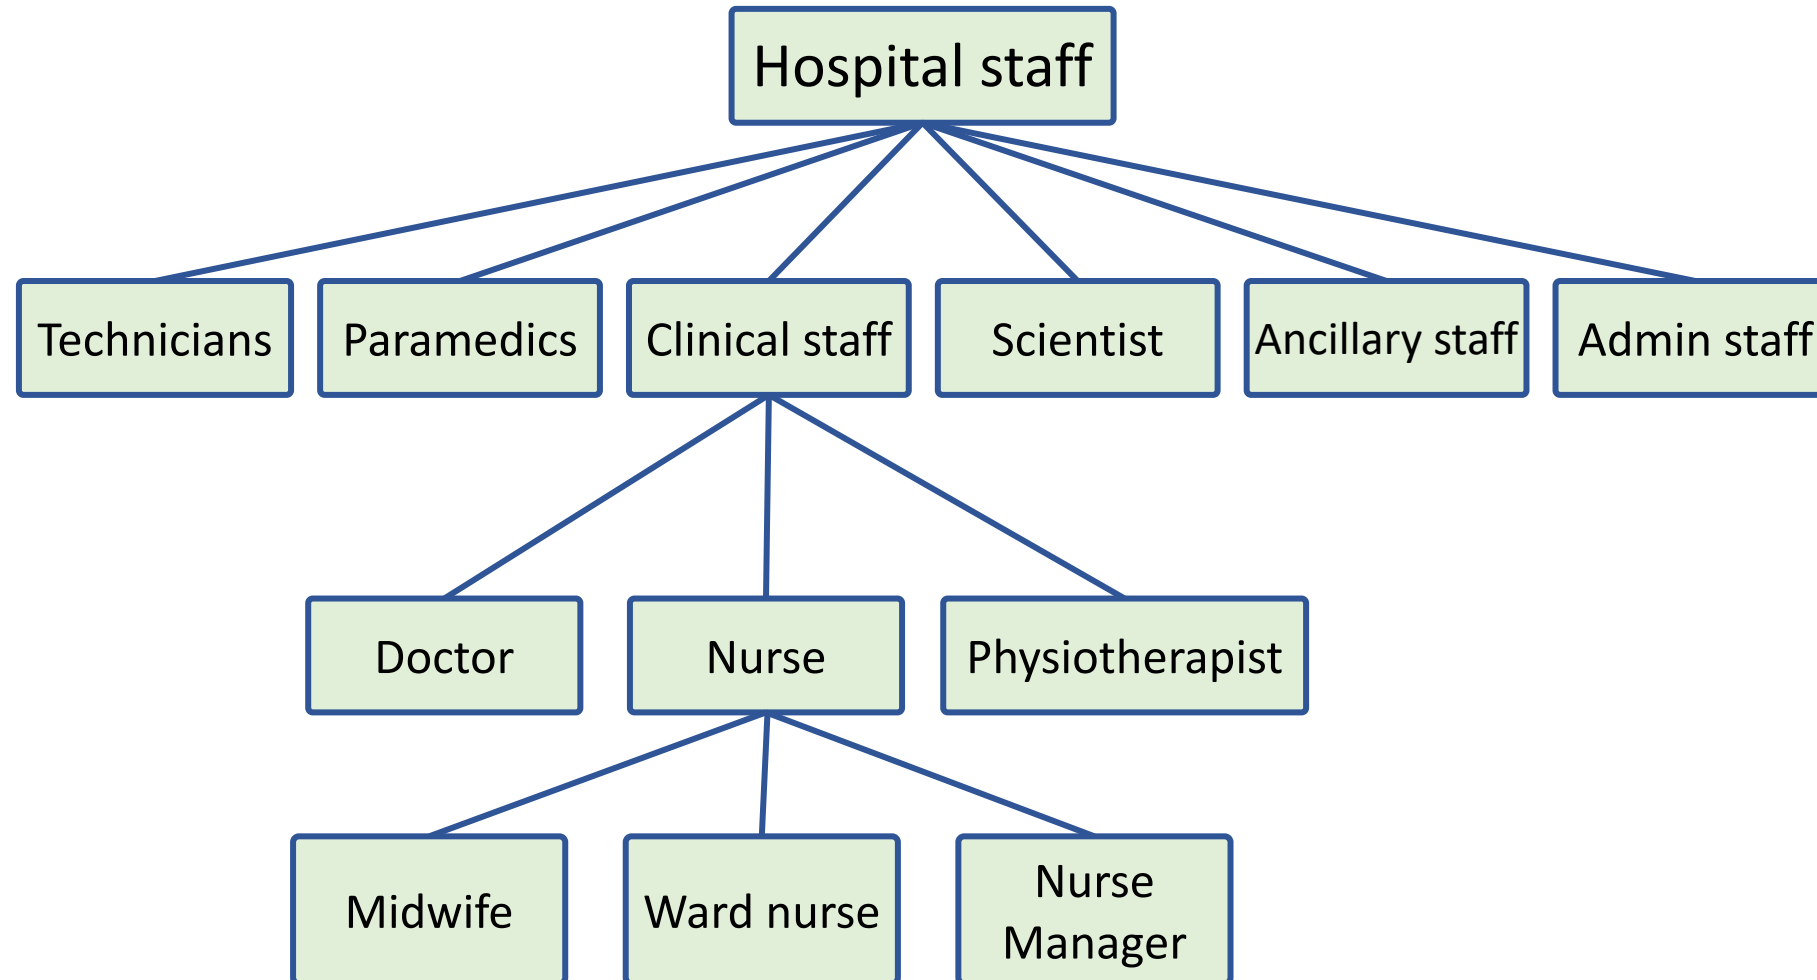 Hospital staff
Technicians
Paramedics
Clinical staff
Scientist
Ancillary staff
Admin staff
Doctor
Nurse
Physiotherapist
Midwife
Ward nurse
Nurse
Manager